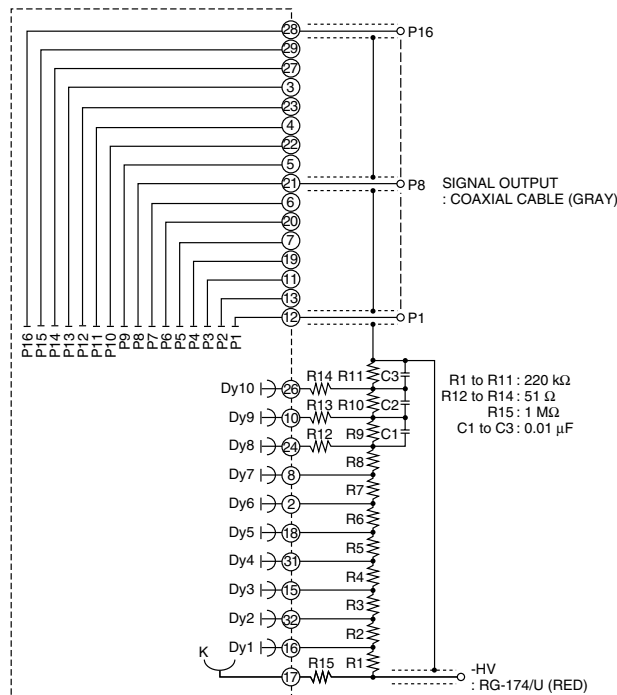 28
P16
29
27
3
23
4
22
5
21
P8
SIGNAL OUTPUT
: COAXIAL CABLE (GRAY)
6
20
7
19
11
13
12
P1
P16
P15
P14
P13
P12
P11
P10
P9
P8
P7
P6
P5
P4
P3
P2
P1
R14
R11
C3
Dy10
26
R13
R10
C2
Dy9
10
R12
R9
C1
Dy8
24
R8
Dy7
8
R7
Dy6
2
R6
Dy5
18
R5
Dy4
31
R4
Dy3
15
R3
Dy2
32
R2
Dy1
16
R1
K
R15
17
R1 to R11 : 220 kΩ
R12 to R14 : 51 Ω
R15 : 1 MΩ
C1 to C3 : 0.01 µF
-HV
: RG-174/U (RED)